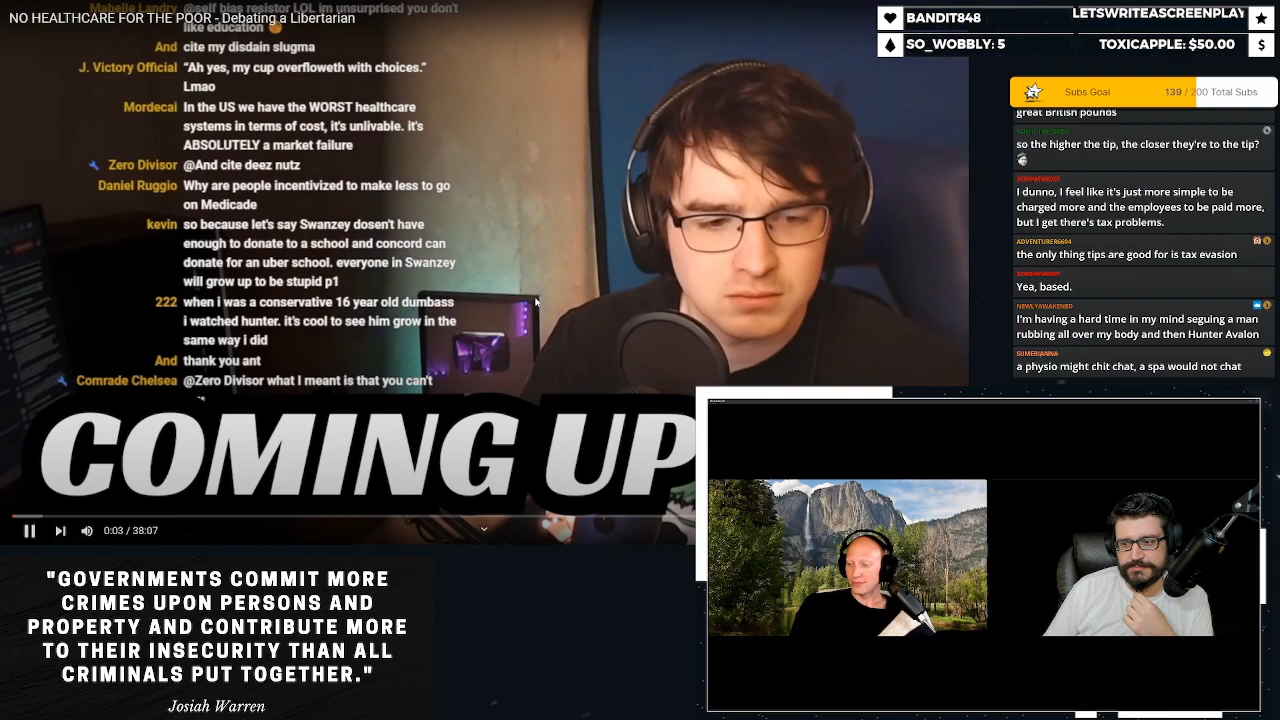 NO HEALTHCARE FOR THE POOR - Debating a Libertarian
Mabelle Landry @self bias resistor LOL im unsurprised you don't
like education
And cite my disdain slugma
J. Victory Official "Ah yes, my cup overfloweth with choices."
Lmao
Mordecai In the US we have the WORST healthcare
systems in terms of cost, it's unlivable. it's
ABSOLUTELY a market failure
Zero Divisor @And cite deez nutz
Daniel Ruggio Why are people incentivized to make less to go
on Medicade
kevin so because let's say Swanzey dosen't have
enough to donate to a school and concord can
donate for an uber school. everyone in Swanzey
will grow up to be stupid p1
222 when i was a conservative 16 year old dumbass
i watched hunter. it's cool to see him grow in the
same way i did
And thank you ant
Comrade Chelsea @Zero Divisor what I meant is that you can't
COMING UP
0:03 / 38:07
"GOVERNMENTS COMMIT MORE
CRIMES UPON PERSONS AND
PROPERTY AND CONTRIBUTE MORE
TO THEIR INSECURITY THAN ALL
CRIMINALS PUT TOGETHER."
Josiah Warren
BANDIT848
LETSWRITEASCREENPLAY
SO_WOBBLY: 5
TOXICAPPLE: $50.00
$
Subs Goal 139 / 200 Total Subs
great British pounds
so the higher the tip, the closer they're to the tip?
I dunno, I feel like it's just more simple to be
charged more and the employees to be paid more,
but I get there's tax problems.
ADVENTURER6604
the only thing tips are good for is tax evasion
Yea, based.
NEWLYAWAKENED
I'm having a hard time in my mind seguing a man
rubbing all over my body and then Hunter Avalon
SUMERJANNA
a physio might chit chat, a spa would not chat